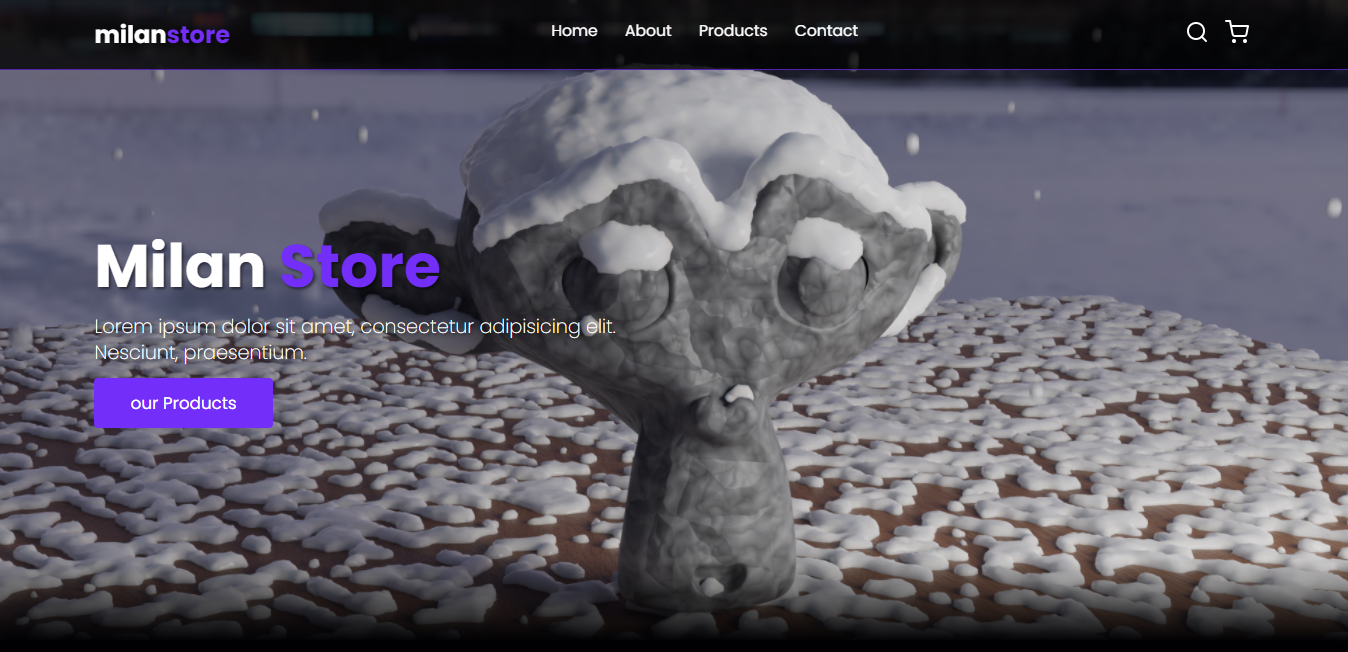 milanstore
Home About Products Contact
Milan Store
Lorem ipsum dolor sit amet, consectetur adipisicing elit.
Nesciunt, praesentium.
our Products